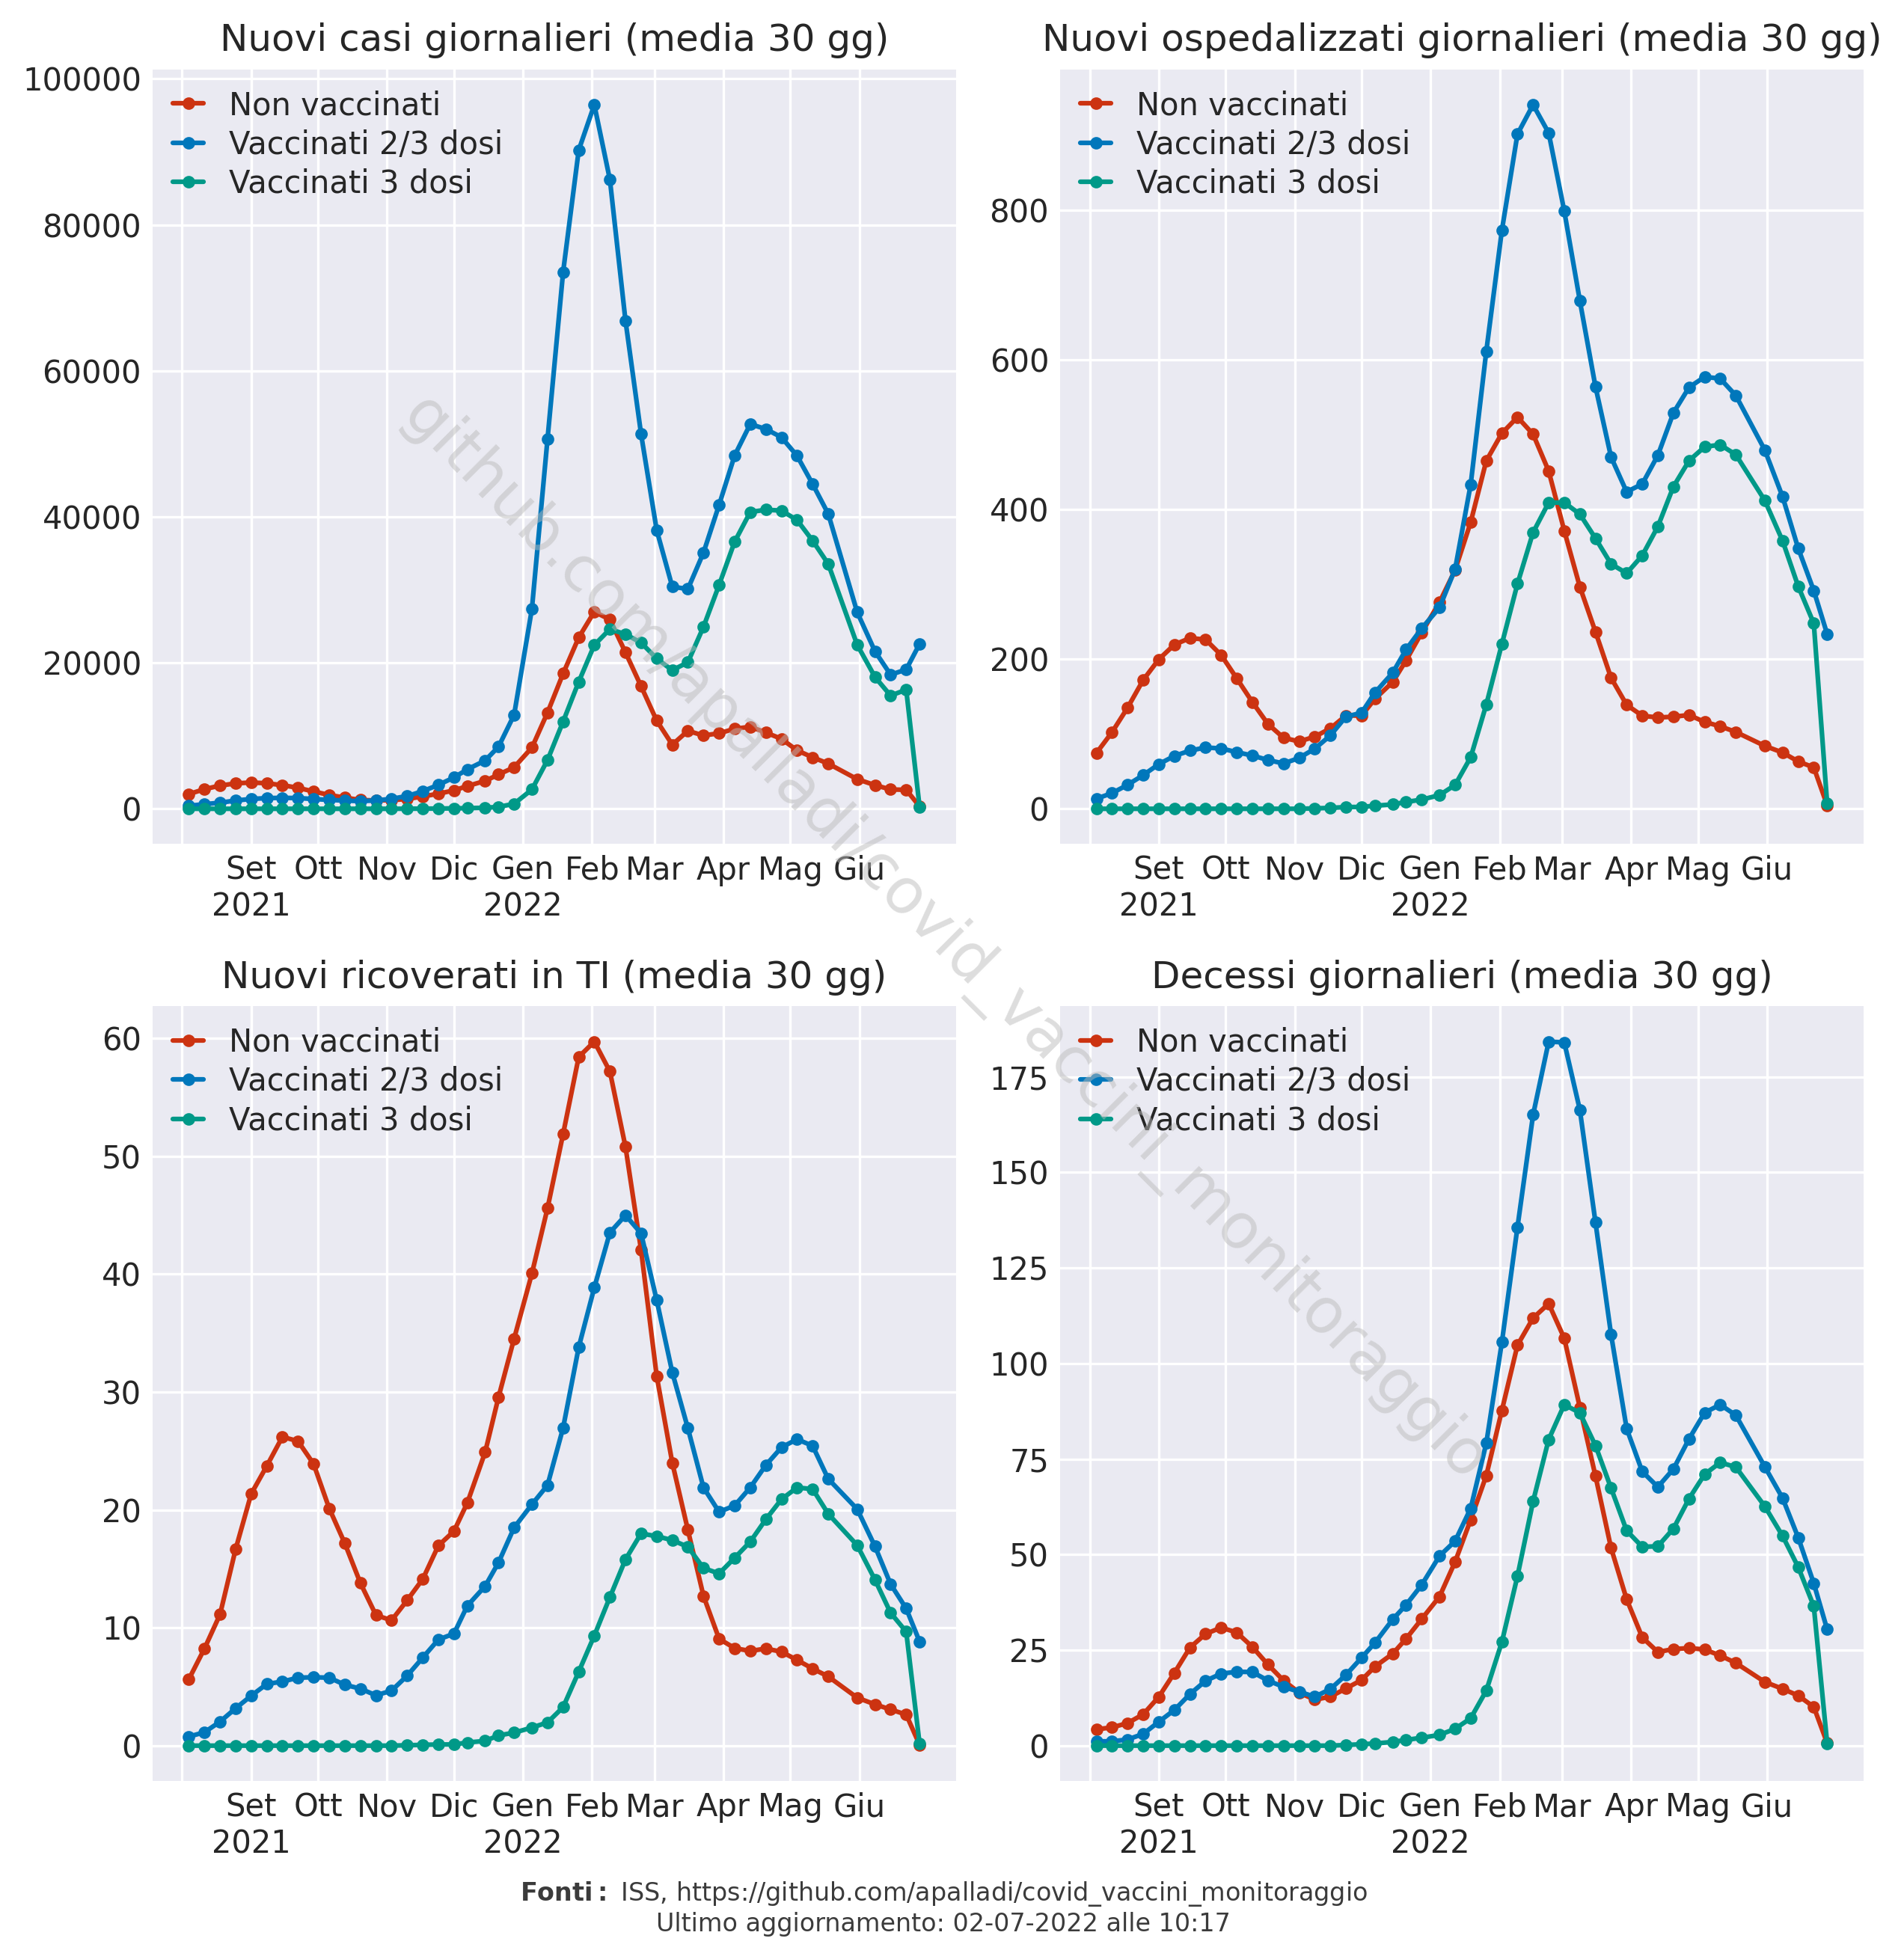 Nuovi casi giornalieri (media 30 gg)
100000
80000
60000
40000
20000
0
Non vaccinati
Vaccinati 2/3 dosi
Vaccinati 3 dosi
Set Ott Nov Dic Gen Feb Mar Apr Mag Giu
2021 2022
Nuovi ospedalizzati giornalieri (media 30 gg)
800
600
400
200
0
Non vaccinati
Vaccinati 2/3 dosi
Vaccinati 3 dosi
Set Ott Nov Dic Gen Feb Mar Apr Mag Giu
2021 2022
Nuovi ricoverati in TI (media 30 gg)
60
50
40
30
20
10
0
Non vaccinati
Vaccinati 2/3 dosi
Vaccinati 3 dosi
Set Ott Nov Dic Gen Feb Mar Apr Mag Giu
2021 2022
Decessi giornalieri (media 30 gg)
175
150
125
100
75
50
25
0
Non vaccinati
Vaccinati 2/3 dosi
Vaccinati 3 dosi
Set Ott Nov Dic Gen Feb Mar Apr Mag Giu
2021 2022
github.com/apalladi/covid_vaccini_monitoraggio
Fonti: ISS, https://github.com/apalladi/covid_vaccini_monitoraggio
Ultimo aggiornamento: 02-07-2022 alle 10:17